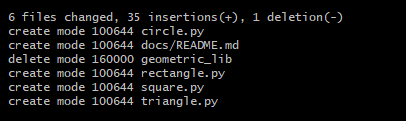 6 files changed, 35 insertions(+), 1 deletion(-)
create mode 100644 circle.py
create mode 100644 docs/README.md
delete mode 160000 geometric_lib
create mode 100644 rectangle.py
create mode 100644 square.py
create mode 100644 triangle.py